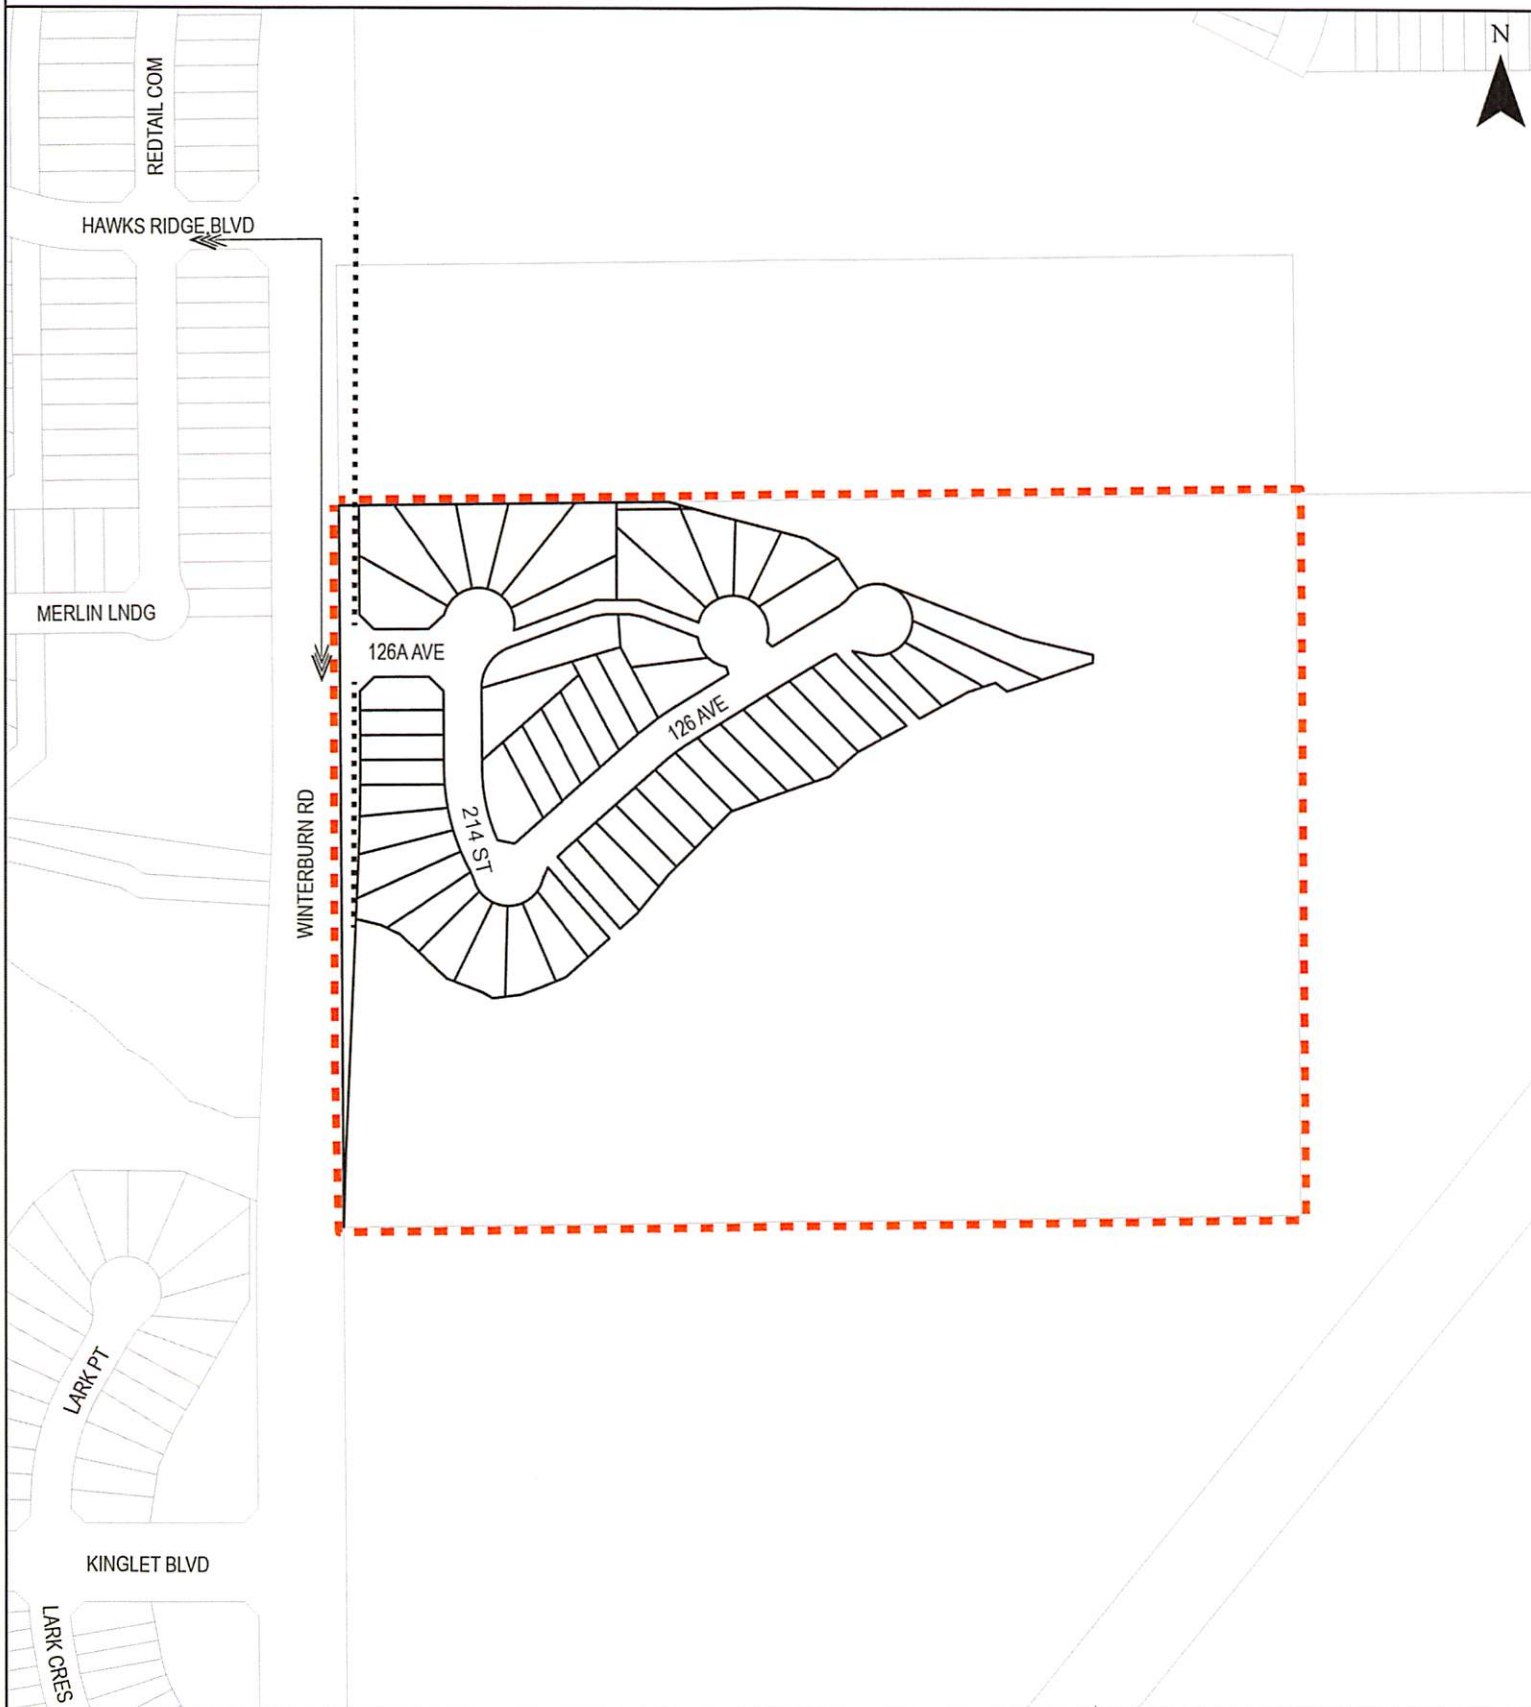 N
REDTAIL COM
HAWKS RIDGE BLVD
MERLIN LNDG
126A AVE
126 AVE
214 ST
WINTERBURN RD
LARK PT
KINGLET BLVD
LARK CRES